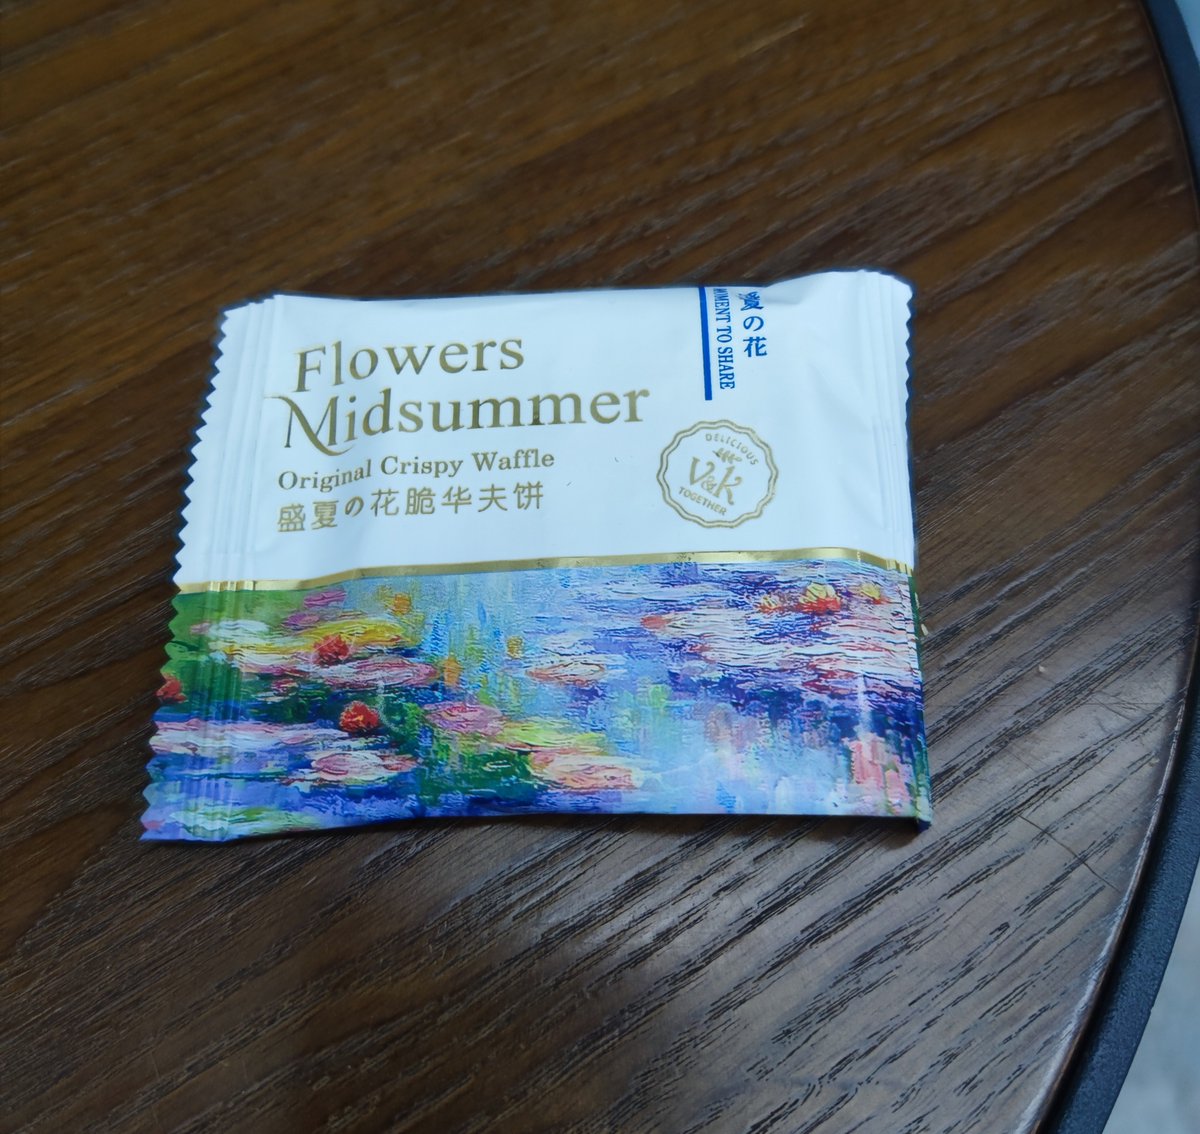 Flowers
Midsummer
Original Crispy Waffle
盛夏の花脆华夫饼
夏の花
TO SHARE
DELICIOUS
V&K
TOGETHER